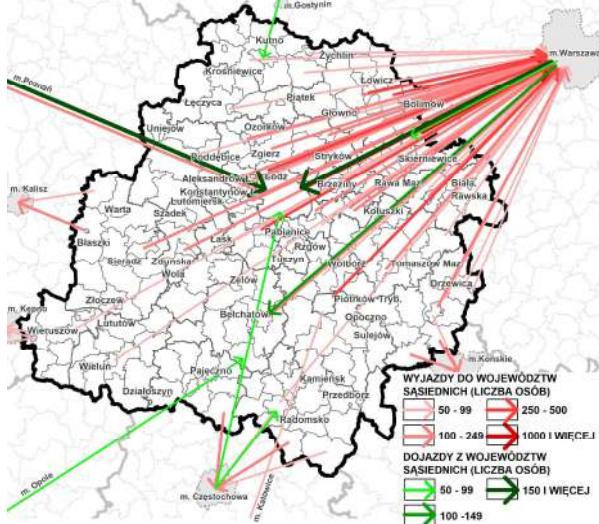 m.Gostynin
Kutno
Żychlin
m.Warszawa
Krośniewice
Łowicz
m.Poznań
Łęczyca
Piątek
Bolimów
Głowno
Uniejów
Ozorków
Poddębice
Zgierz
Stryków
Skierniewice
Aleksandrów
Łódź
Brzeziny
Rawa Maz.
Biała
Rawska
Konstantynów
Lutomiersk
m. Kalisz
Warta
Szadek
Koluszki
Pabianice
Błaszki
Łask
Rzgów
Sieradz
Zduńska
Wola
Tuszyn
Wolbórz
Tomaszów Maz.
Zelów
Drzewica
Złoczew
Piotrków Tryb.
m. Kępno
Bełchatów
Opoczno
Wieruszów
Lututów
Sulejów
Wieluń
Pajęczno
m.Końskie
Kamieńsk
Działoszyn
Przedbórz
Radomsko
m. Opole
m. Częstochowa
m. Katowice
WYJAZDY DO WOJEWÓDZTW
SĄSIEDNICH (LICZBA OSÓB)
50 - 99
250 - 500
100 - 249
1000 I WIĘCEJ
DOJAZDY Z WOJEWÓDZTW
SĄSIEDNICH (LICZBA OSÓB)
50 - 99
150 I WIĘCEJ
100 -149